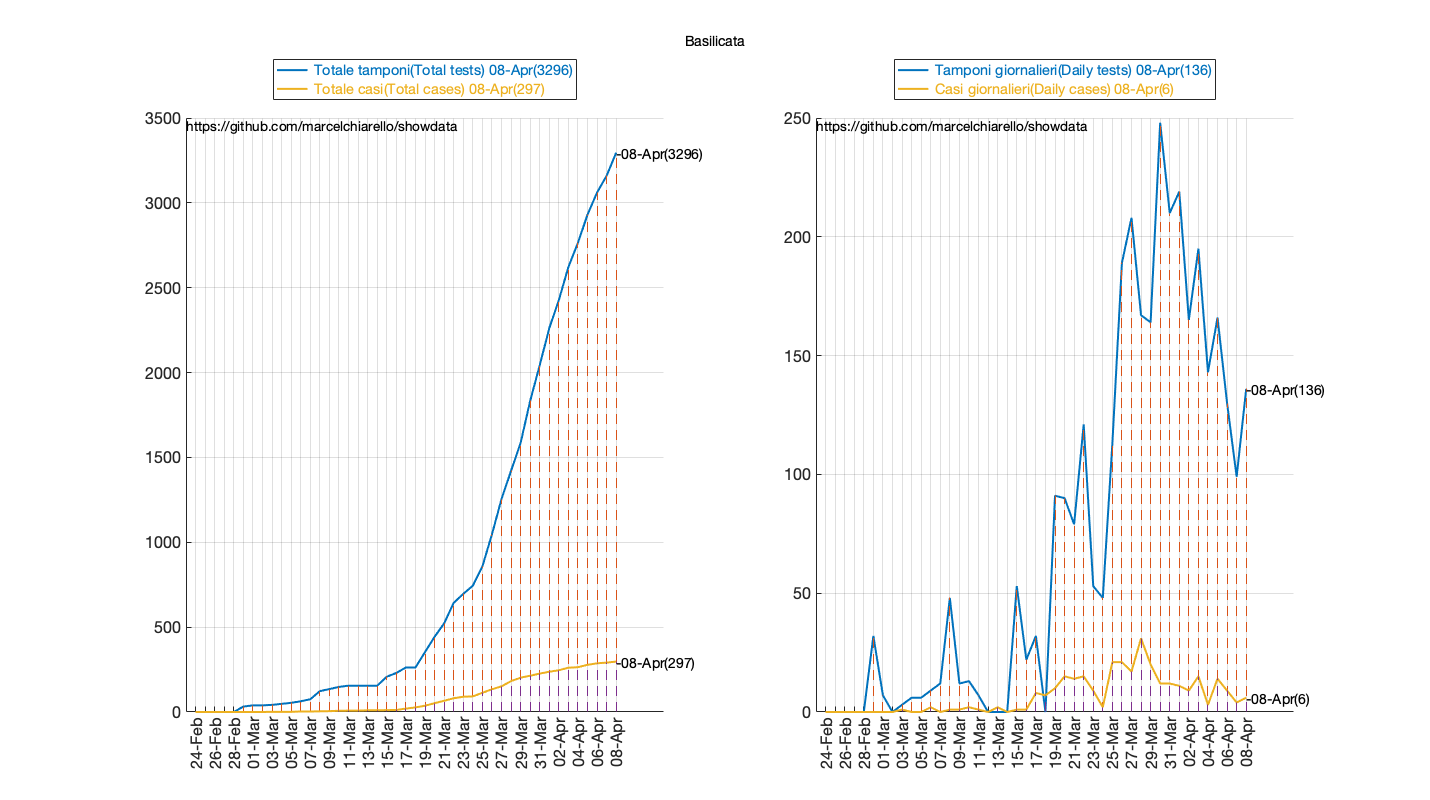 Basilicata
Totale tamponi(Total tests) 08-Apr(3296)
Totale casi(Total cases) 08-Apr(297)
https://github.com/marcelchiarello/showdata
3500
3000
2500
2000
1500
1000
500
0
08-Apr(3296)
08-Apr(297)
24-Feb
26-Feb
28-Feb
01-Mar
03-Mar
05-Mar
07-Mar
09-Mar
11-Mar
13-Mar
15-Mar
17-Mar
19-Mar
21-Mar
23-Mar
25-Mar
27-Mar
29-Mar
31-Mar
02-Apr
04-Apr
06-Apr
08-Apr
Tamponi giornalieri(Daily tests) 08-Apr(136)
Casi giornalieri(Daily cases) 08-Apr(6)
https://github.com/marcelchiarello/showdata
250
200
150
100
50
0
08-Apr(136)
08-Apr(6)
24-Feb
26-Feb
28-Feb
01-Mar
03-Mar
05-Mar
07-Mar
09-Mar
11-Mar
13-Mar
15-Mar
17-Mar
19-Mar
21-Mar
23-Mar
25-Mar
27-Mar
29-Mar
31-Mar
02-Apr
04-Apr
06-Apr
08-Apr